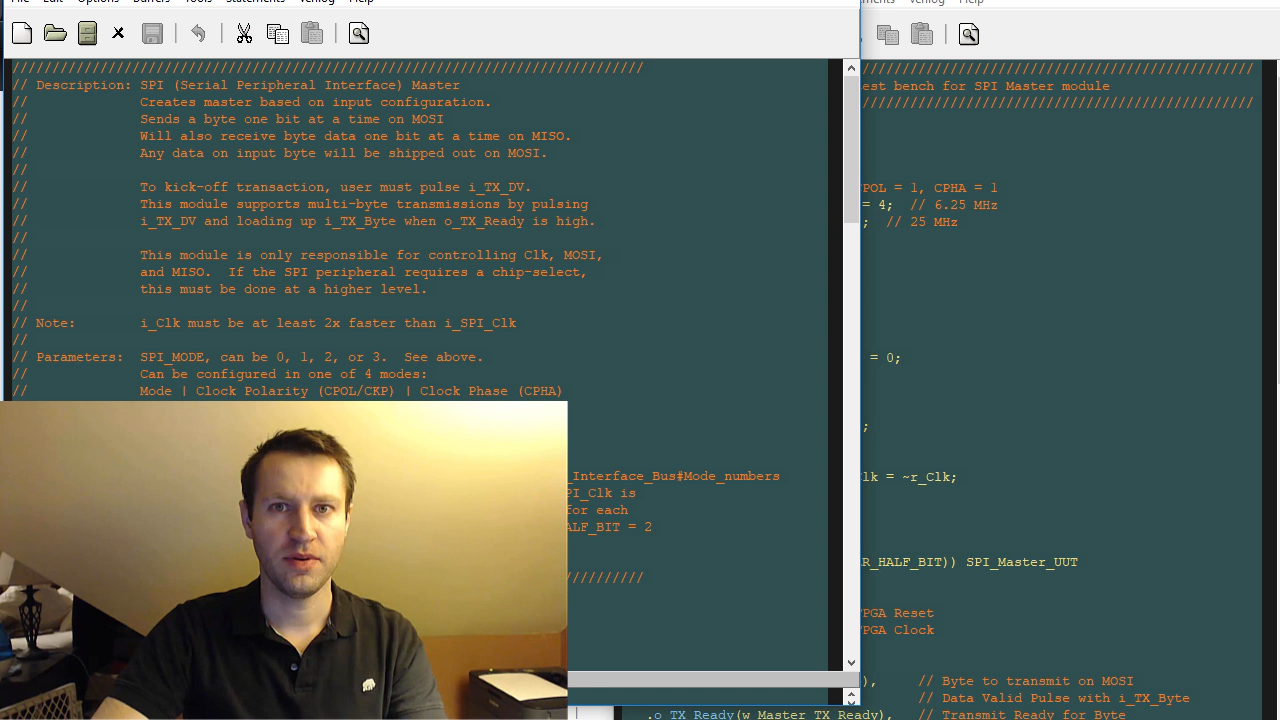 File Edit Options Buffers Tools Statements Verilog Help
////////////////////////////////////////////////////////////////////////////////
// Description: SPI (Serial Peripheral Interface) Master
// Creates master based on input configuration.
// Sends a byte one bit at a time on MOSI
// Will also receive byte data one bit at a time on MISO.
// Any data on input byte will be shipped out on MOSI.
//
// To kick-off transaction, user must pulse i_TX_DV.
// This module supports multi-byte transmissions by pulsing
// i_TX_DV and loading up i_TX_Byte when o_TX_Ready is high.
//
// This module is only responsible for controlling Clk, MOSI,
// and MISO. If the SPI peripheral requires a chip-select,
// this must be done at a higher level.
//
// Note: i_Clk must be at least 2x faster than i_SPI_Clk
//
// Parameters: SPI_MODE, can be 0, 1, 2, or 3. See above.
// Can be configured in one of 4 modes:
// Mode | Clock Polarity (CPOL/CKP) | Clock Phase (CPHA)
_Interface_Bus#Mode_numbers
PI_Clk is
for each
ALF_BIT = 2
//////////
ements Verilog Help
/////////////////////////////////////////////////
est bench for SPI Master module
/////////////////////////////////////////////////
POL = 1, CPHA = 1
= 4; // 6.25 MHz
; // 25 MHz
= 0;
;
lk = ~r_Clk;
R_HALF_BIT)) SPI_Master_UUT
PGA Reset
PGA Clock
), // Byte to transmit on MOSI
// Data Valid Pulse with i_TX_Byte
.o_TX_Ready(w_Master_TX_Ready), // Transmit Ready for Byte